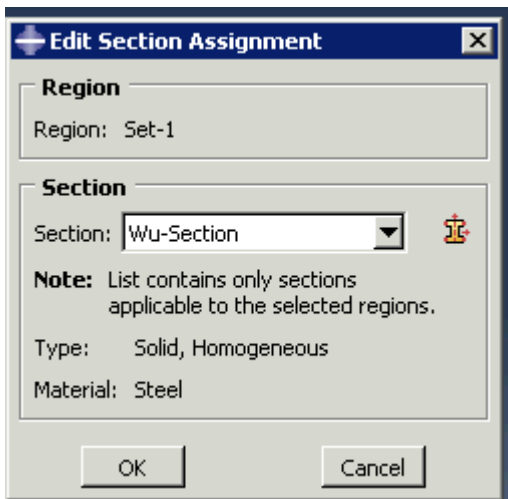 Edit Section Assignment
Region
Region: Set-1
Section
Section: Wu-Section
Note: List contains only sections
applicable to the selected regions.
Type: Solid, Homogeneous
Material: Steel
OK Cancel